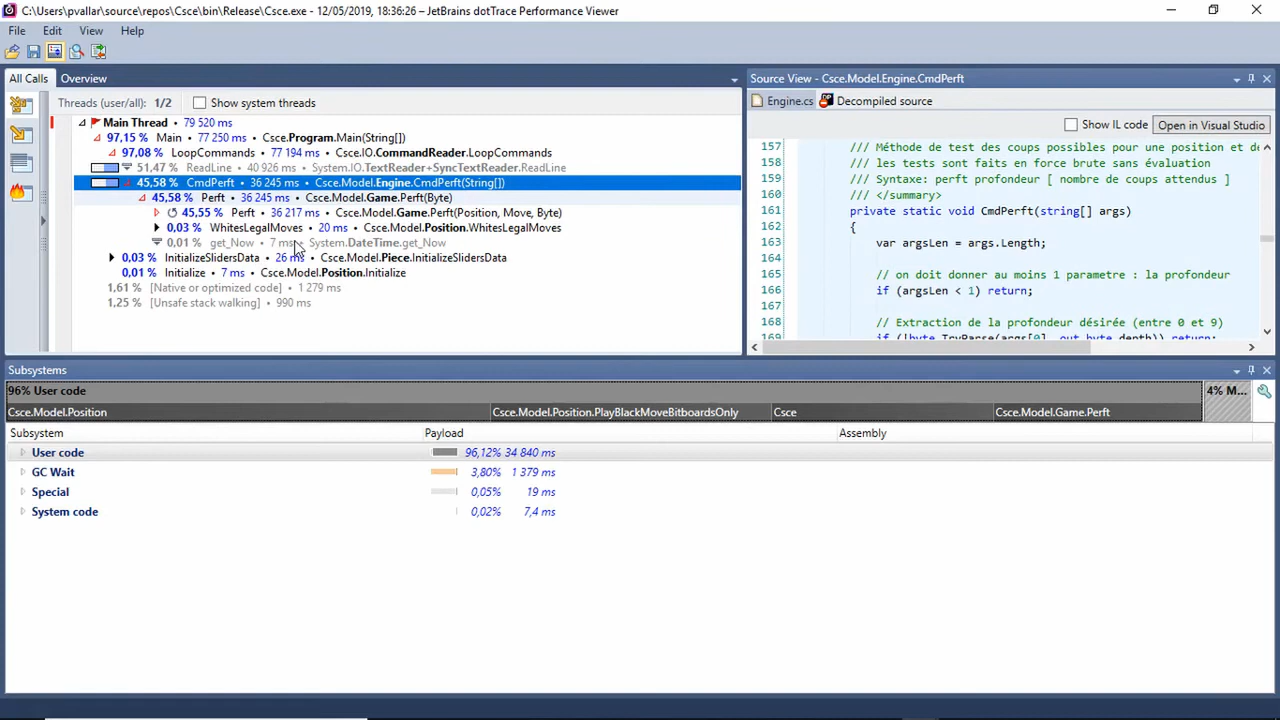 C:\Users\pvallar\source\repos\Csce\bin\Release\Csce.exe - 12/05/2019, 18:36:26 - JetBrains dotTrace Performance Viewer
File Edit View Help
All Calls Overview
Threads (user/all): 1/2 Show system threads
Main Thread • 79 520 ms
97,15 % Main • 77 250 ms • Csce.Program.Main(String[])
97,08 % LoopCommands • 77 194 ms • Csce.IO.CommandReader.LoopCommands
51,47 % ReadLine • 40 926 ms • System.IO.TextReader+SyncTextReader.ReadLine
45,58 % CmdPerft • 36 245 ms • Csce.Model.Engine.CmdPerft(String[])
45,58 % Perft • 36 245 ms • Csce.Model.Game.Perft(Byte)
45,55 % Perft • 36 217 ms • Csce.Model.Game.Perft(Position, Move, Byte)
0,03 % WhitesLegalMoves • 20 ms • Csce.Model.Position.WhitesLegalMoves
0,01 % get_Now • 7 ms • System.DateTime.get_Now
0,03 % InitializeSlidersData • 26 ms • Csce.Model.Piece.InitializeSlidersData
0,01 % Initialize • 7 ms • Csce.Model.Position.Initialize
1,61 % [Native or optimized code] • 1 279 ms
1,25 % [Unsafe stack walking] • 990 ms
Source View - Csce.Model.Engine.CmdPerft
Engine.cs Decompiled source
Show IL code Open in Visual Studio
157 /// Méthode de test des coups possibles pour une position et de
158 /// les tests sont faits en force brute sans évaluation
159 /// Syntaxe: perft profondeur [ nombre de coups attendus ]
160 /// </summary>
161 private static void CmdPerft(string[] args)
162 {
163 var argsLen = args.Length;
164
165 // on doit donner au moins 1 parametre : la profondeur
166 if (argsLen < 1) return;
167
168 // Extraction de la profondeur désirée (entre 0 et 9)
169 if (!byte.TryParse(args[0], out byte depth)) return;
Subsystems
96% User code 4% M...
Csce.Model.Position Csce.Model.Position.PlayBlackMoveBitboardsOnly Csce Csce.Model.Game.Perft
Subsystem Payload Assembly
User code 96,12% 34 840 ms
GC Wait 3,80% 1 379 ms
Special 0,05% 19 ms
System code 0,02% 7,4 ms